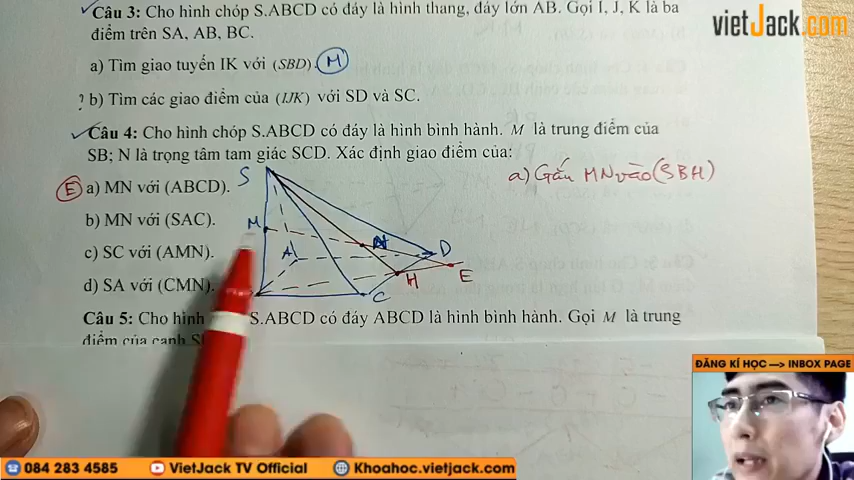 Câu 3: Cho hình chóp S.ABCD có đáy là hình thang, đáy lớn AB. Gọi I, J, K là ba
điểm trên SA, AB, BC.
a) Tìm giao tuyến IK với (SBD). M
? b) Tìm các giao điểm của (IJK) với SD và SC.
Câu 4: Cho hình chóp S.ABCD có đáy là hình bình hành. M là trung điểm của
SB; N là trọng tâm tam giác SCD. Xác định giao điểm của:
E a) MN với (ABCD).
a) Gắn MN vào (SBH)
b) MN với (SAC).
c) SC với (AMN).
d) SA với (CMN).
S
M
A
N
D
H
E
C
Câu 5: Cho hình S.ABCD có đáy ABCD là hình bình hành. Gọi M là trung
điểm của cạnh
vietJack.com
ĐĂNG KÍ HỌC —> INBOX PAGE
084 283 4585 VietJack TV Official Khoahoc.vietjack.com